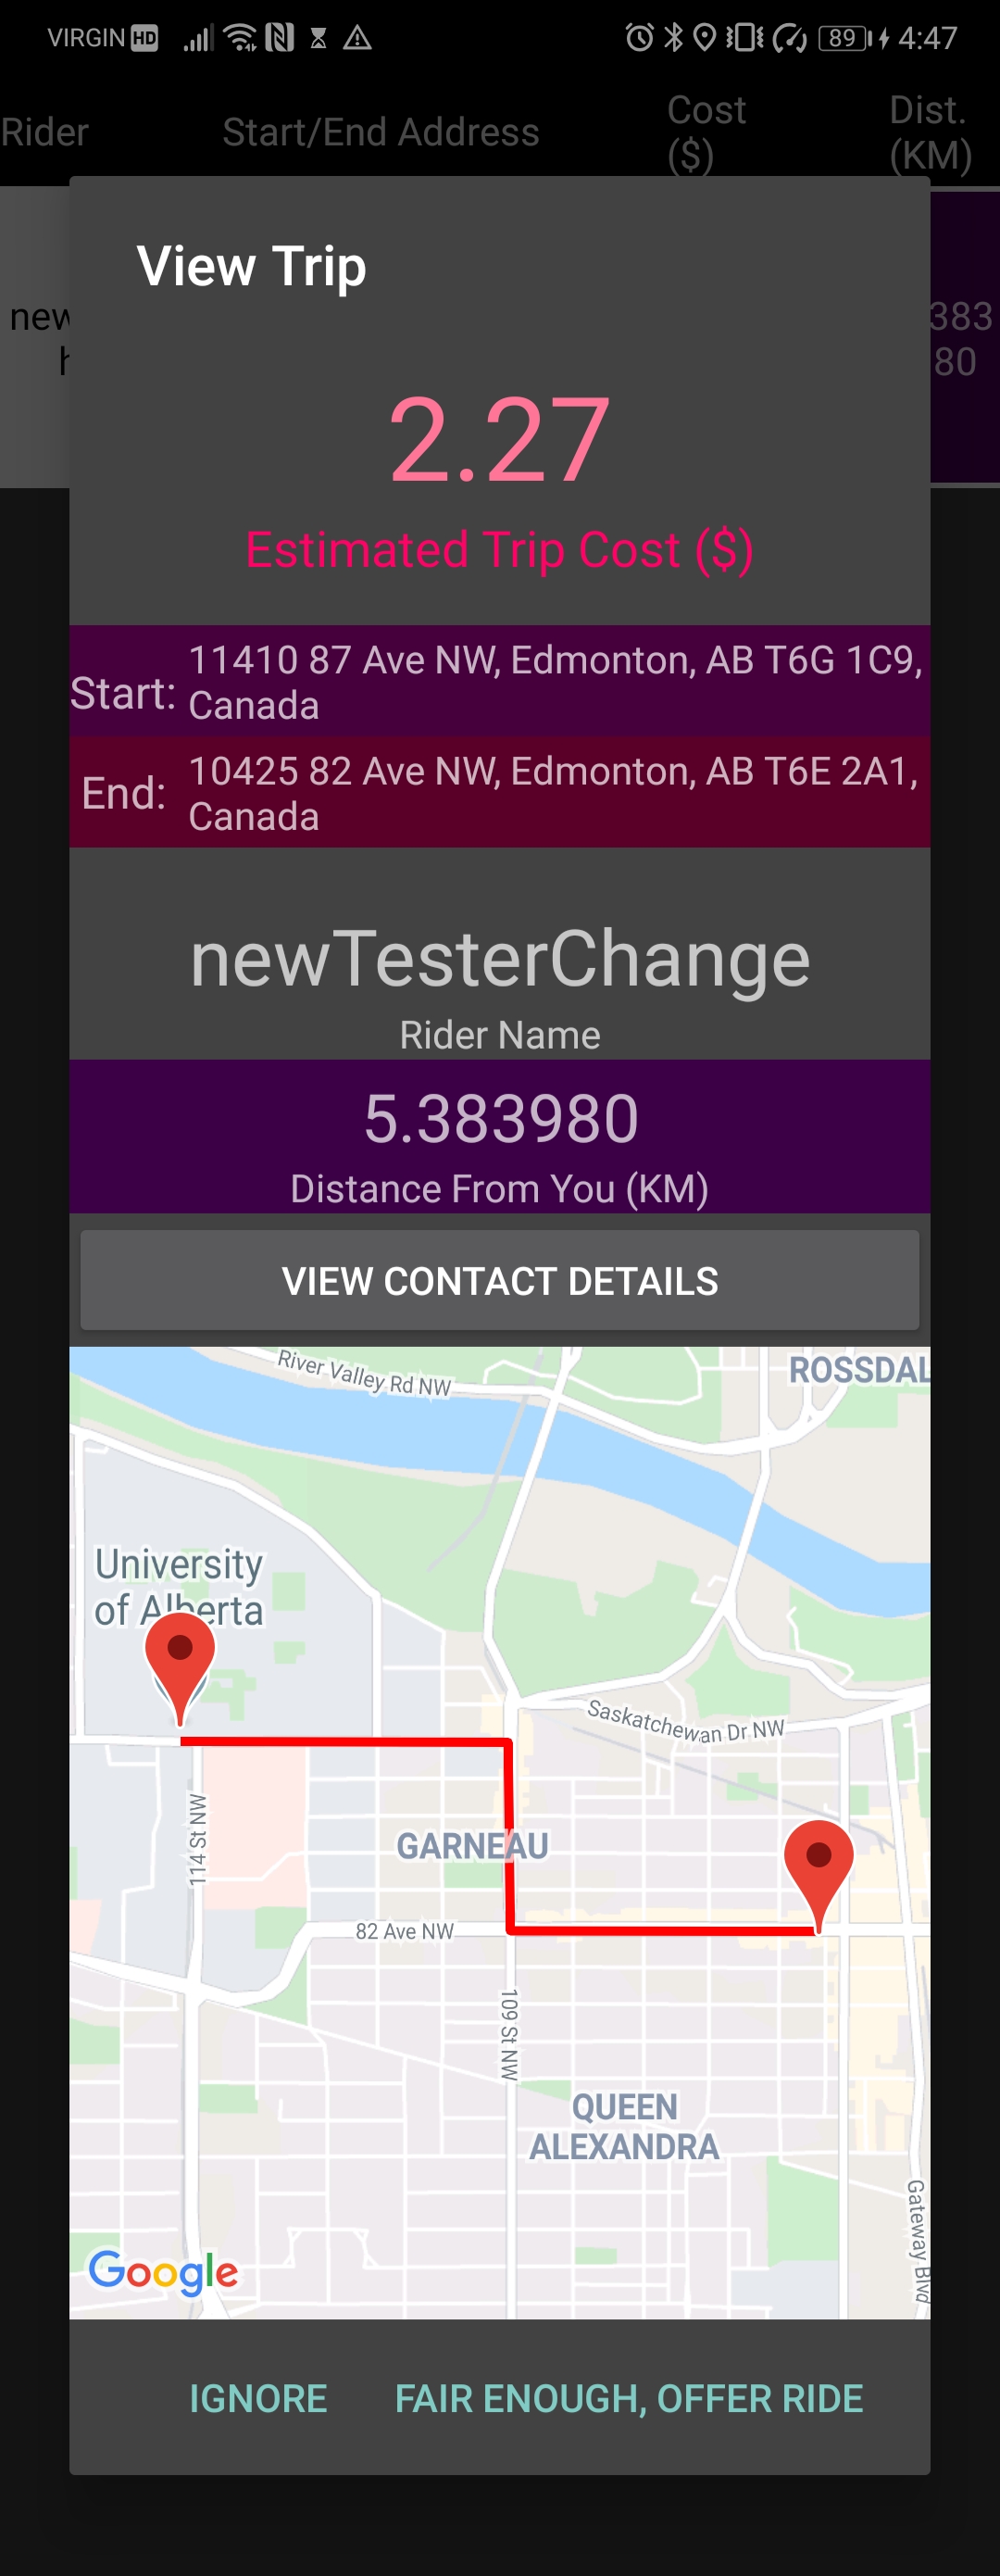 VIRGIN HD 89 4:47
Rider Start/End Address Cost ($) Dist. (KM)
383
80
View Trip
2.27
Estimated Trip Cost ($)
Start: 11410 87 Ave NW, Edmonton, AB T6G 1C9,
Canada
End: 10425 82 Ave NW, Edmonton, AB T6E 2A1,
Canada
newTesterChange
Rider Name
5.383980
Distance From You (KM)
VIEW CONTACT DETAILS
River Valley Rd NW
ROSSDAL
University
of Alberta
Saskatchewan Dr NW
114 St NW
GARNEAU
82 Ave NW
109 St NW
QUEEN
ALEXANDRA
Gateway Blvd
Google
IGNORE FAIR ENOUGH, OFFER RIDE